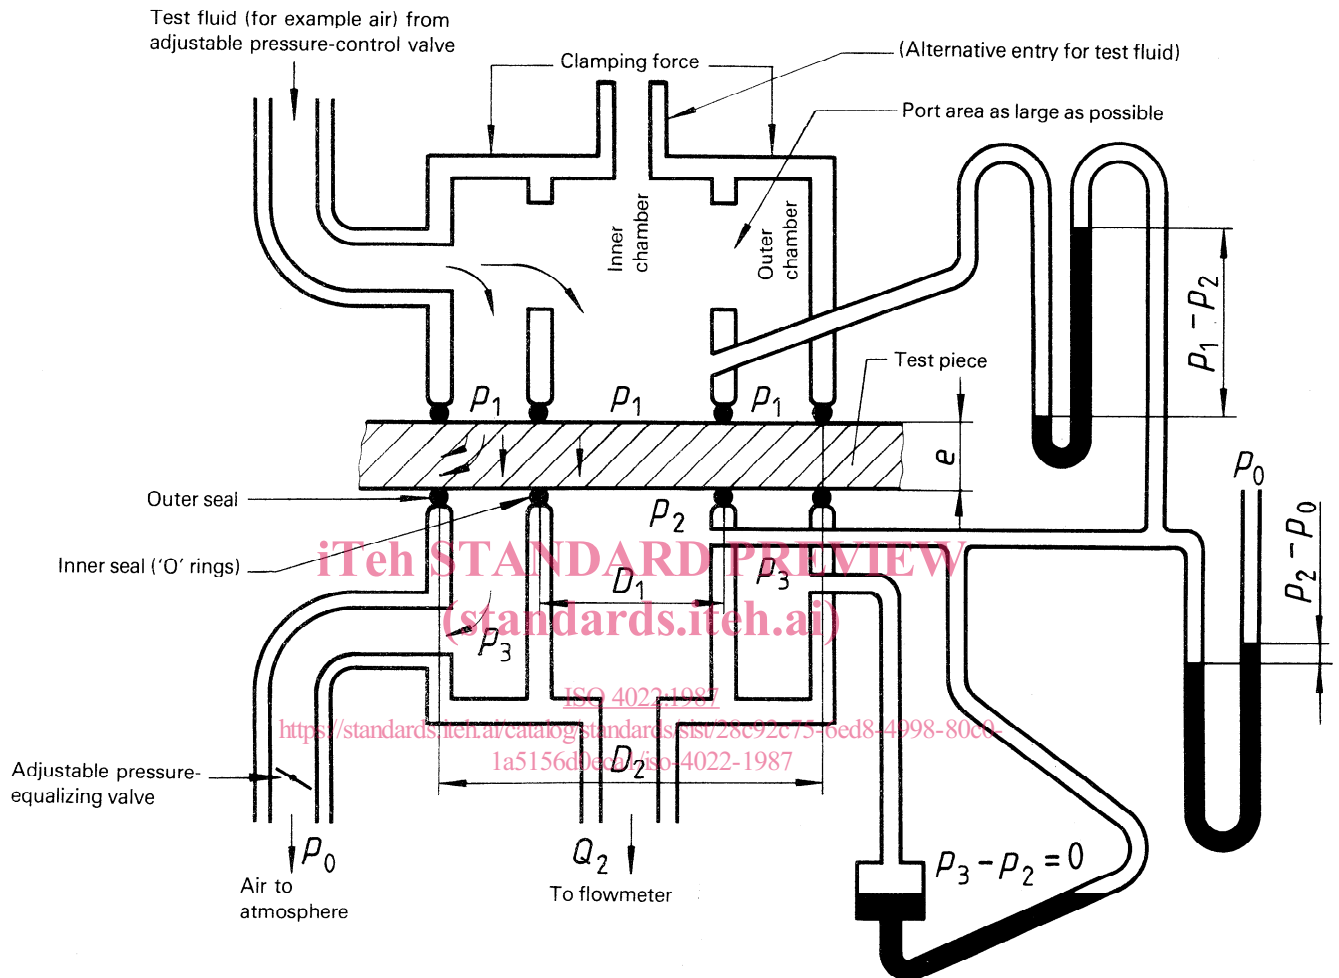 Test fluid (for example air) from
adjustable pressure-control valve
Clamping force
(Alternative entry for test fluid)
Port area as large as possible
Inner
chamber
Outer
chamber
P1 – P2
Test piece
P1
P1
P1
e
P0
Outer seal
P2
P2 – P0
Inner seal ('O' rings)
iTeh STANDARD PREVIEW
D1
P3
(standards.iteh.ai)
P3
ISO 4022:1987
https://standards.iteh.ai/catalog/standards/sist/28c92c75-6ed8-4998-80c0-
1a5156d0eca1/iso-4022-1987
D2
Adjustable pressure-
equalizing valve
P0
Q2
P3 – P2 = 0
Air to
atmosphere
To flowmeter